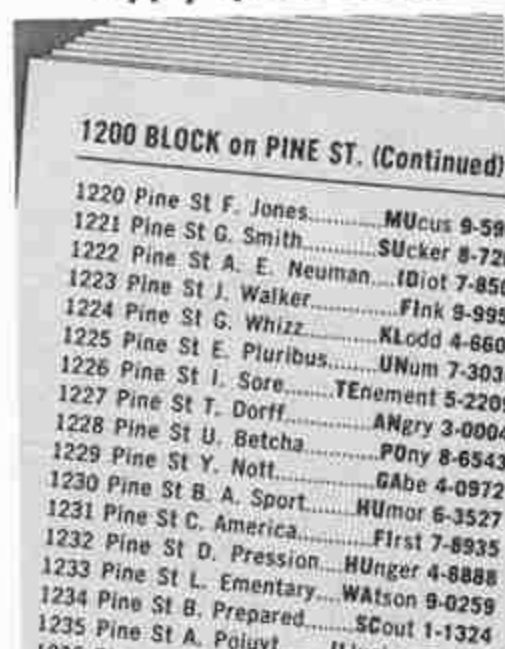 1200 BLOCK on PINE ST. (Continued)
1220 Pine St F. Jones............MUcus 9-59
1221 Pine St G. Smith............SUcker 8-72
1222 Pine St A. E. Neuman....IDiot 7-850
1223 Pine St J. Walker..............FInk 9-995
1224 Pine St G. Whizz............KLodd 4-660
1225 Pine St E. Pluribus........UNum 7-303
1226 Pine St I. Sore........TEnement 5-2209
1227 Pine St T. Dorff..............ANgry 3-0004
1228 Pine St U. Betcha............POny 8-6543
1229 Pine St Y. Nott................GAbe 4-0972
1230 Pine St B. A. Sport........HUmor 6-3527
1231 Pine St C. America............FIrst 7-8935
1232 Pine St D. Pression....HUnger 4-8888
1233 Pine St L. Ementary....WAtson 9-0259
1234 Pine St B. Prepared........SCout 1-1324
1235 Pine St A. Poiuyt